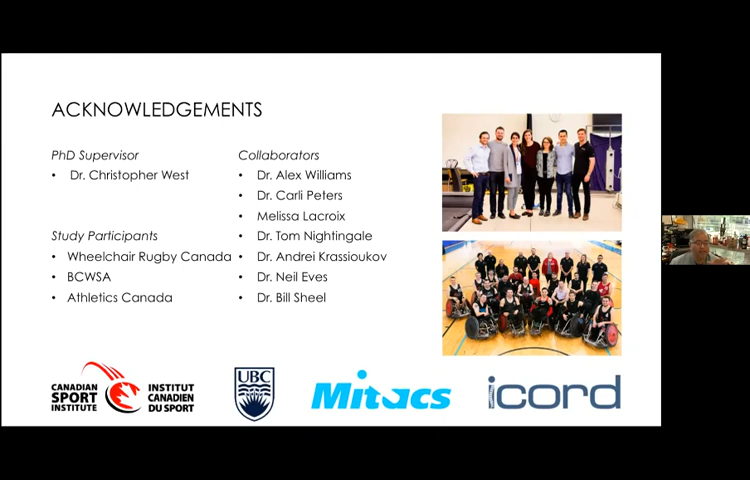 ACKNOWLEDGEMENTS
PhD Supervisor
• Dr. Christopher West
Study Participants
• Wheelchair Rugby Canada
• BCWSA
• Athletics Canada
Collaborators
• Dr. Alex Williams
• Dr. Carli Peters
• Melissa Lacroix
• Dr. Tom Nightingale
• Dr. Andrei Krassioukov
• Dr. Neil Eves
• Dr. Bill Sheel
CANADIAN
SPORT
INSTITUTE
INSTITUT
CANADIEN
DU SPORT
UBC
Mitacs
icord